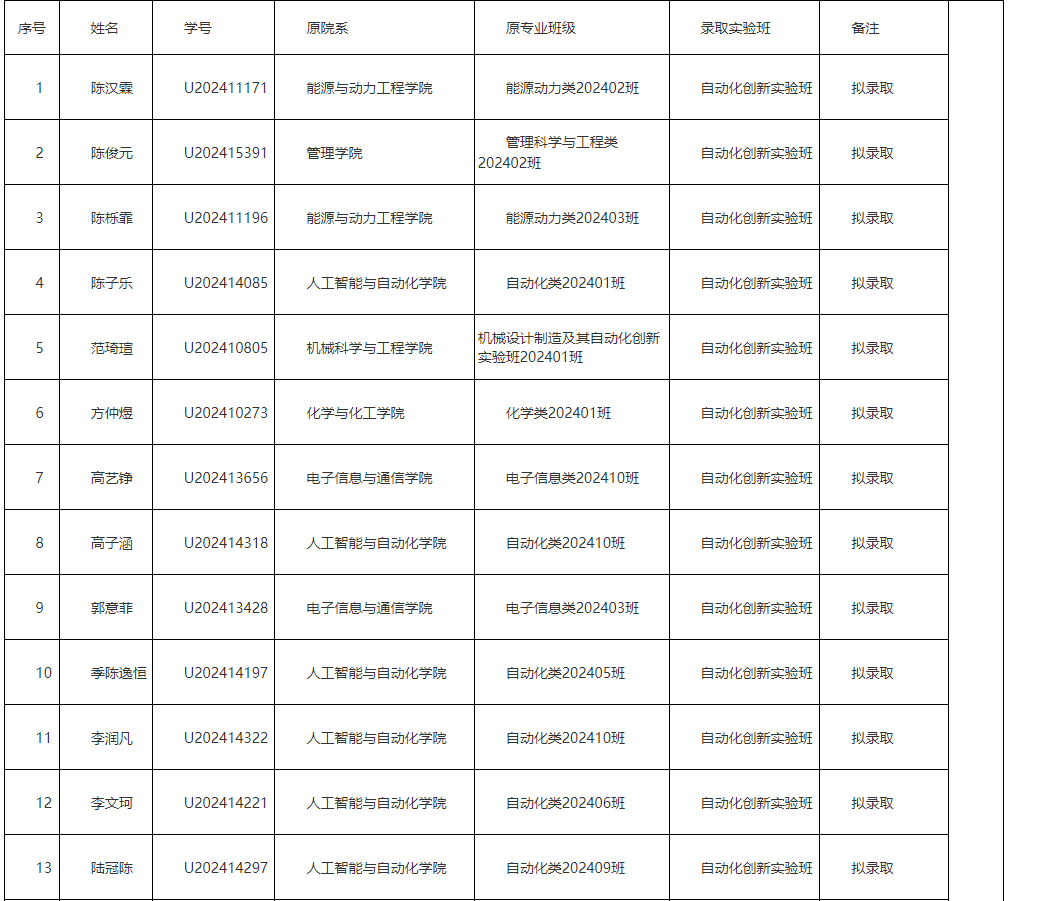 序号 姓名 学号 原院系 原专业班级 录取实验班 备注
1 陈汉霖 U202411171 能源与动力工程学院 能源动力类202402班 自动化创新实验班 拟录取
2 陈俊元 U202415391 管理学院 管理科学与工程类
202402班 自动化创新实验班 拟录取
3 陈栎霏 U202411196 能源与动力工程学院 能源动力类202403班 自动化创新实验班 拟录取
4 陈子乐 U202414085 人工智能与自动化学院 自动化类202401班 自动化创新实验班 拟录取
5 范琦瑄 U202410805 机械科学与工程学院 机械设计制造及其自动化创新
实验班202401班 自动化创新实验班 拟录取
6 方仲煜 U202410273 化学与化工学院 化学类202401班 自动化创新实验班 拟录取
7 高艺铮 U202413656 电子信息与通信学院 电子信息类202410班 自动化创新实验班 拟录取
8 高子涵 U202414318 人工智能与自动化学院 自动化类202410班 自动化创新实验班 拟录取
9 郭意菲 U202413428 电子信息与通信学院 电子信息类202403班 自动化创新实验班 拟录取
10 季陈逸恒 U202414197 人工智能与自动化学院 自动化类202405班 自动化创新实验班 拟录取
11 李润凡 U202414322 人工智能与自动化学院 自动化类202410班 自动化创新实验班 拟录取
12 李文珂 U202414221 人工智能与自动化学院 自动化类202406班 自动化创新实验班 拟录取
13 陆冠陈 U202414297 人工智能与自动化学院 自动化类202409班 自动化创新实验班 拟录取